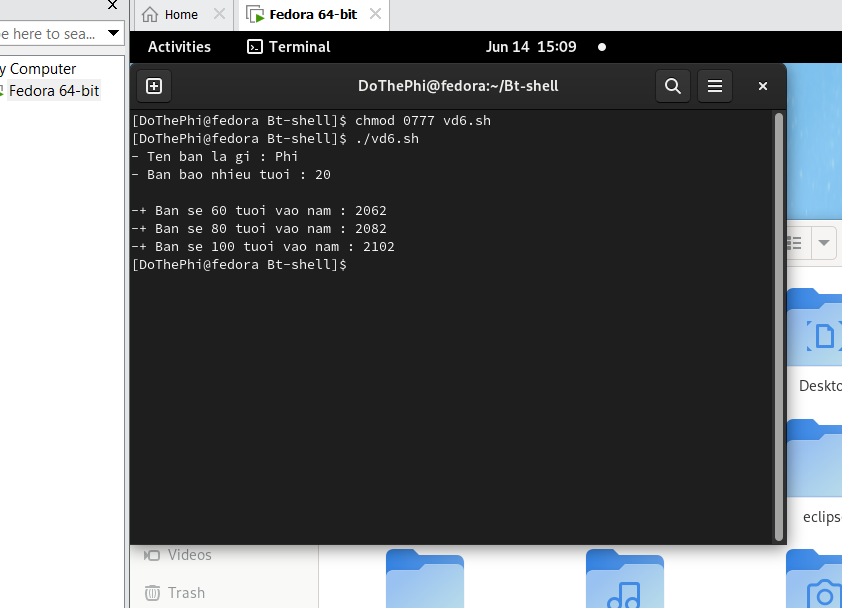 Home
Fedora 64-bit
e here to sea...
Activities
Terminal
Jun 14 15:09
y Computer
Fedora 64-bit
DoThePhi@fedora:~/Bt-shell
[DoThePhi@fedora Bt-shell]$ chmod 0777 vd6.sh
[DoThePhi@fedora Bt-shell]$ ./vd6.sh
- Ten ban la gi : Phi
- Ban bao nhieu tuoi : 20
-+ Ban se 60 tuoi vao nam : 2062
-+ Ban se 80 tuoi vao nam : 2082
-+ Ban se 100 tuoi vao nam : 2102
[DoThePhi@fedora Bt-shell]$
Deskto
eclips
Videos
Trash